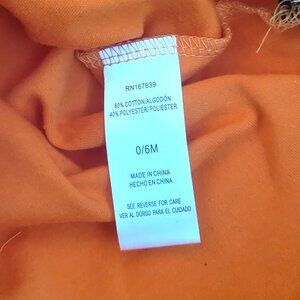 RN167639
60% COTTON/ALGODÓN
40% POLYESTER/POLIÉSTER
0/6M
MADE IN CHINA
HECHO EN CHINA
SEE REVERSE FOR CARE
VER AL DORSO PARA EL CUIDADO